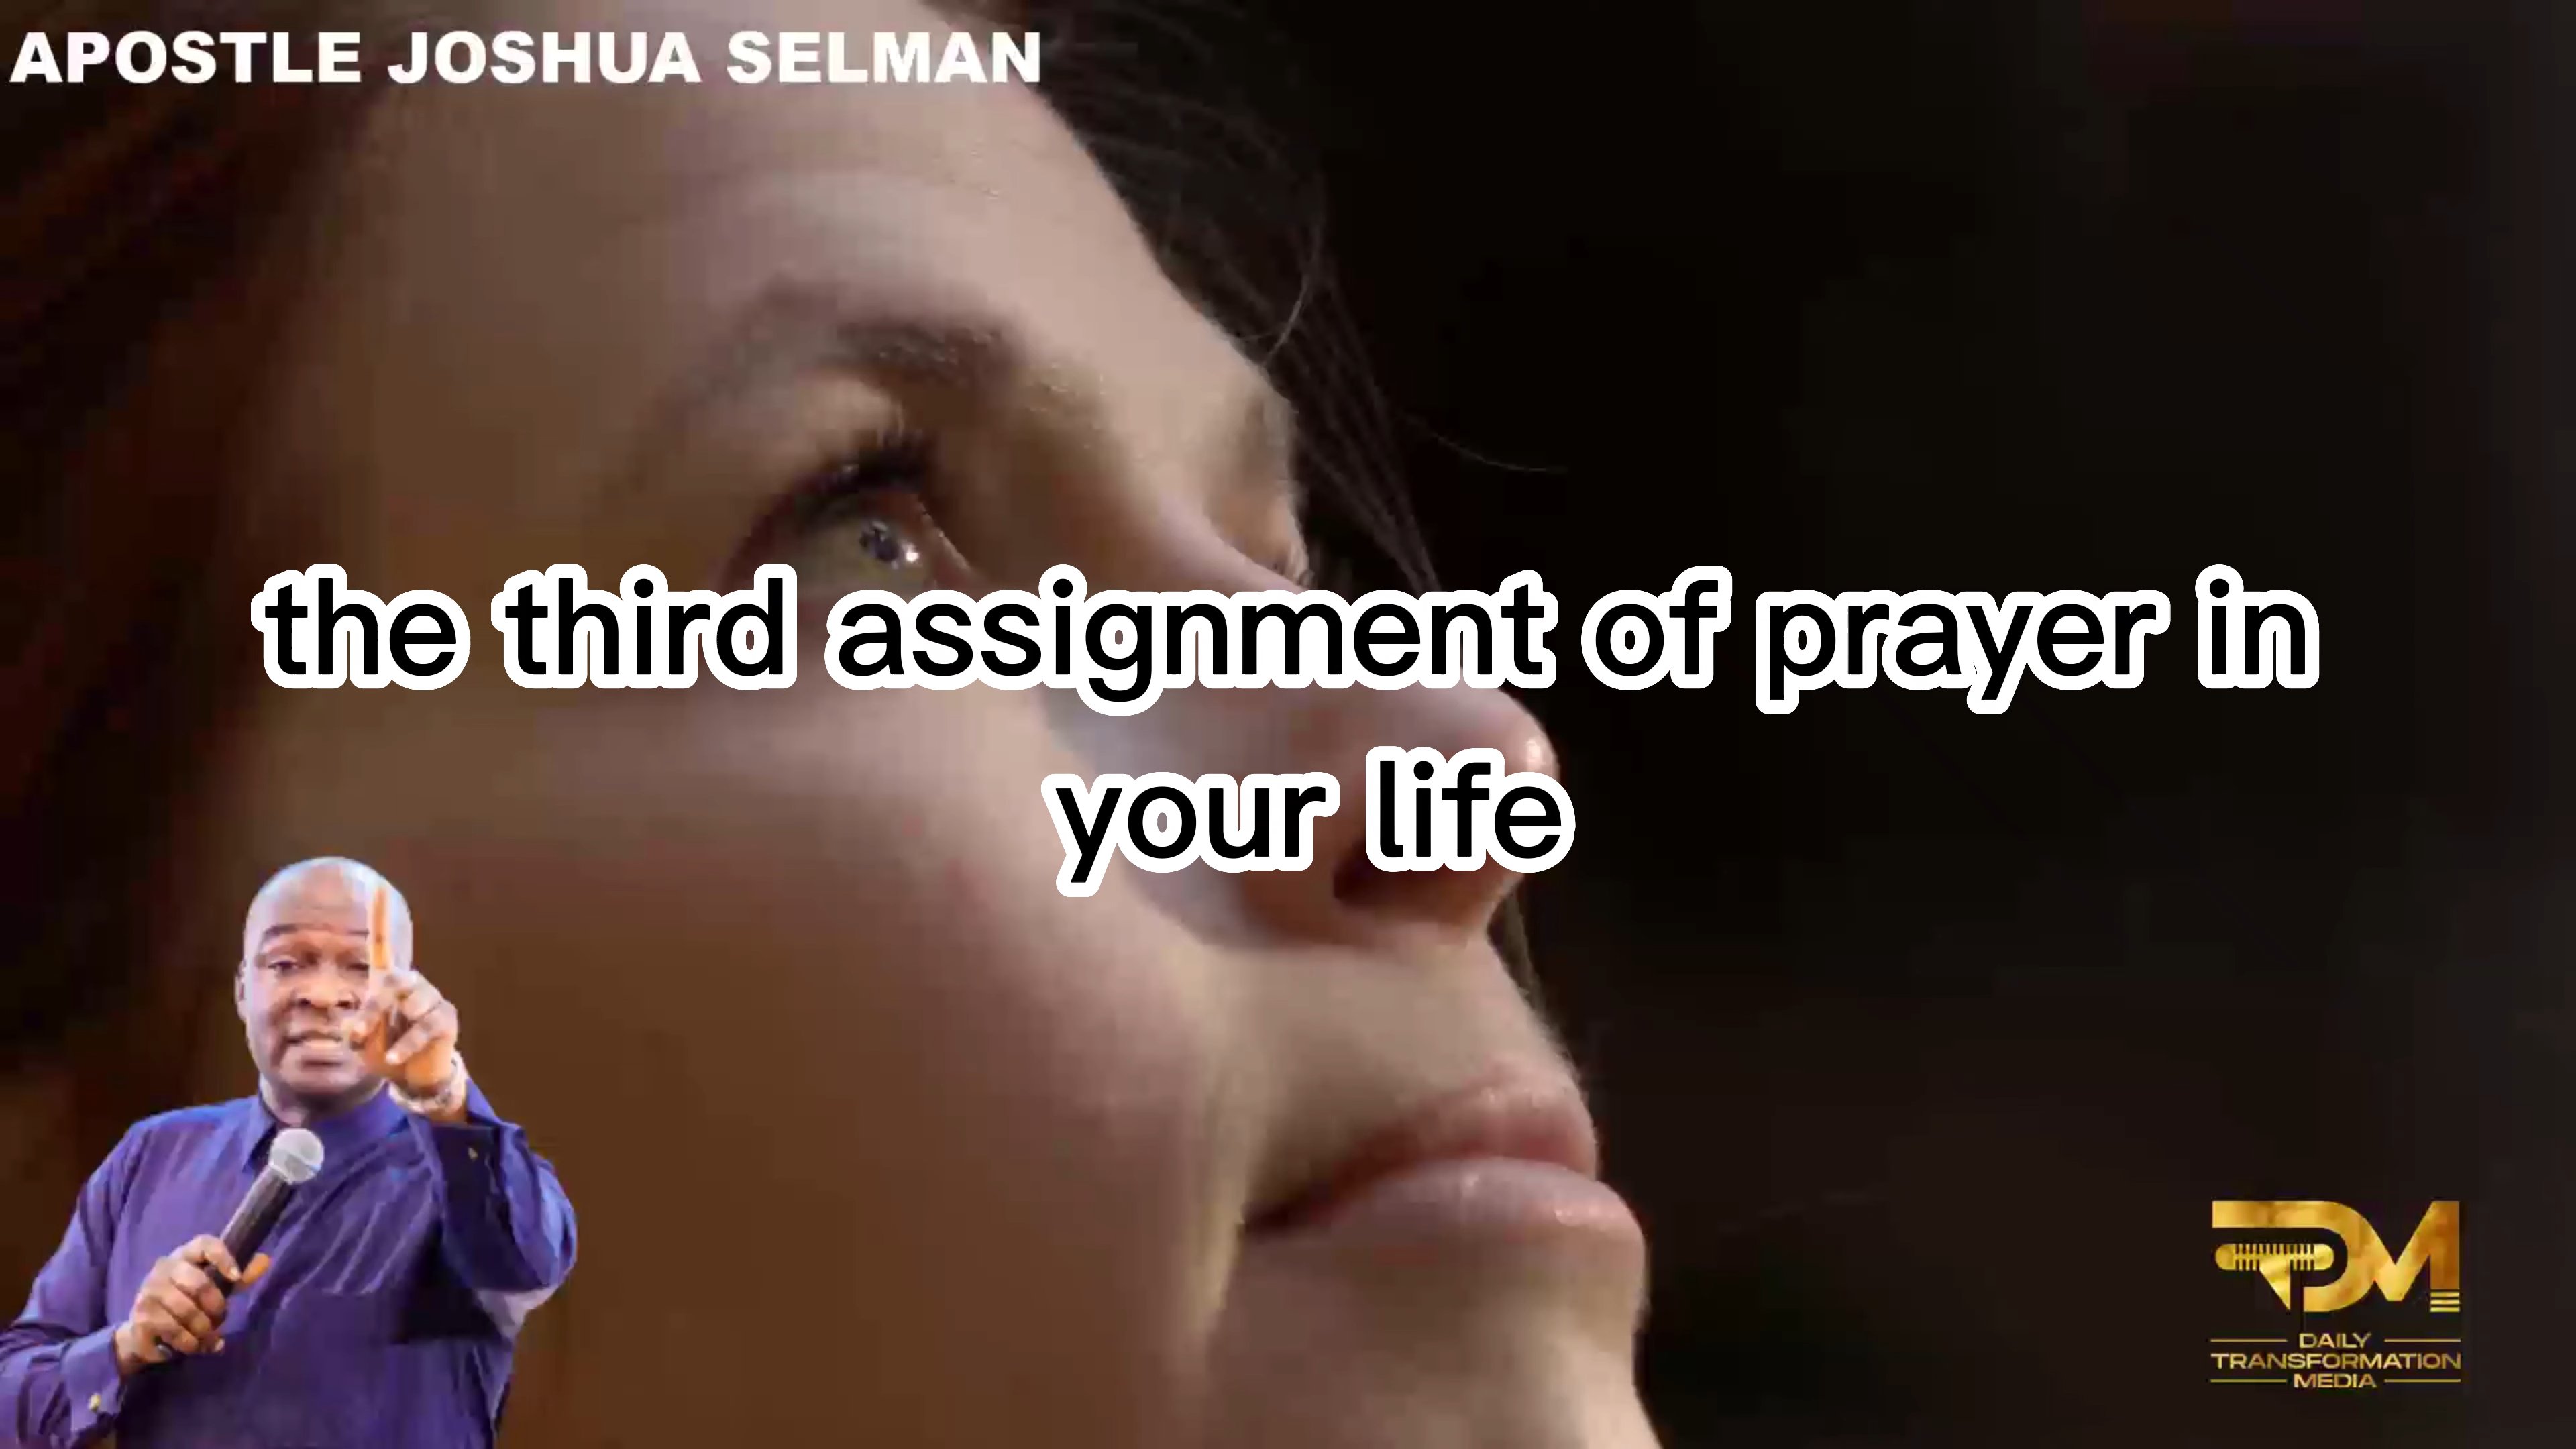 APOSTLE JOSHUA SELMAN
the third assignment of prayer in
your life
DAILY
TRANSFORMATION
MEDIA